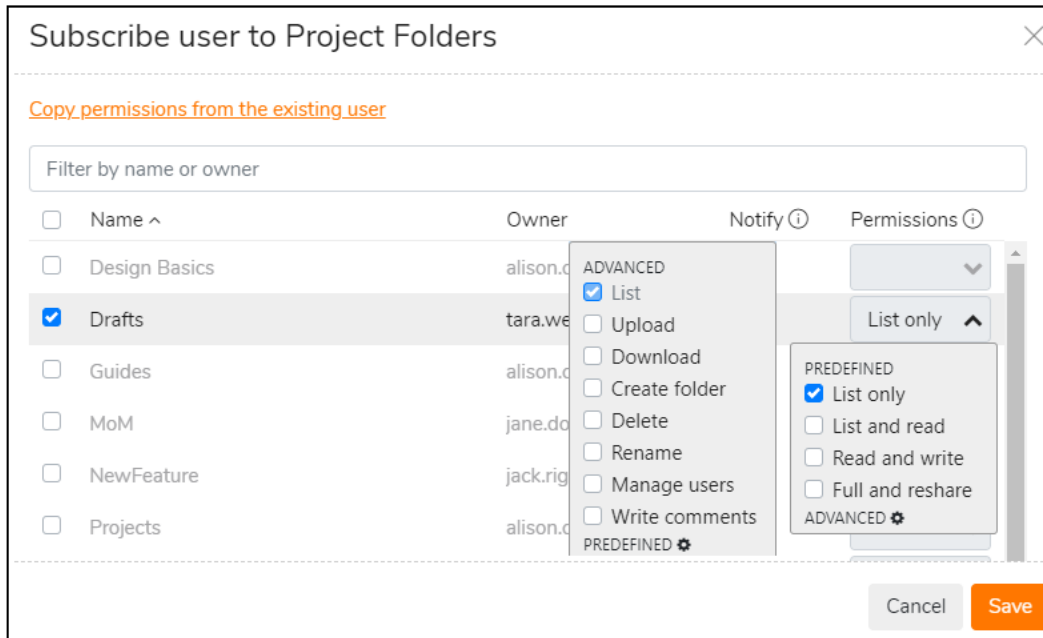 Subscribe user to Project Folders
Copy permissions from the existing user
Filter by name or owner
Name Owner Notify Permissions
Design Basics
Drafts List only
Guides
MoM
NewFeature
Projects
ADVANCED
List
Upload
Download
Create folder
Delete
Rename
Manage users
Write comments
PREDEFINED
PREDEFINED
List only
List and read
Read and write
Full and reshare
ADVANCED
Cancel Save